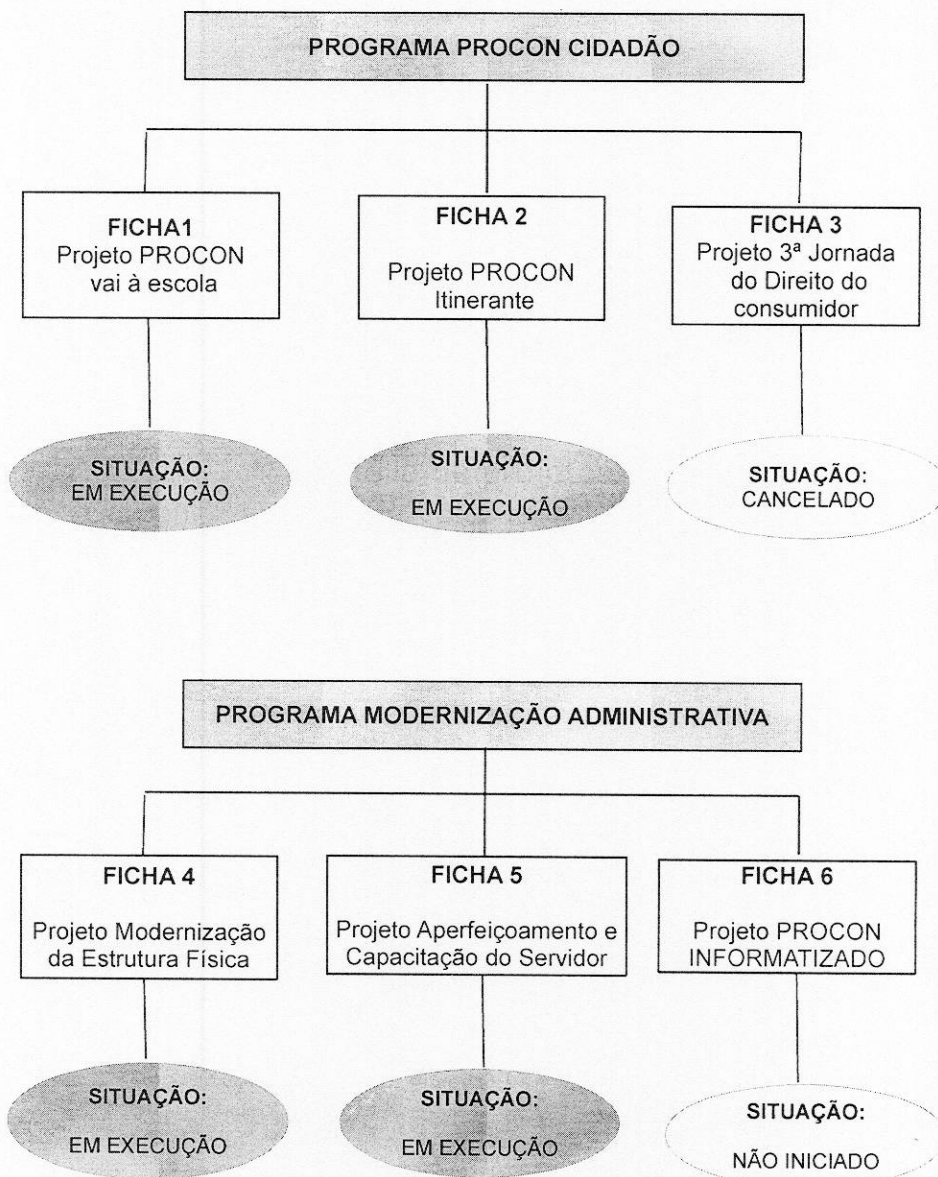 PROGRAMA PROCON CIDADÃO
FICHA1
Projeto PROCON
vai à escola
FICHA 2
Projeto PROCON
Itinerante
FICHA 3
Projeto 3ª Jornada
do Direito do
consumidor
SITUAÇÃO:
EM EXECUÇÃO
SITUAÇÃO:
EM EXECUÇÃO
SITUAÇÃO:
CANCELADO
PROGRAMA MODERNIZAÇÃO ADMINISTRATIVA
FICHA 4
Projeto Modernização
da Estrutura Física
FICHA 5
Projeto Aperfeiçoamento e
Capacitação do Servidor
FICHA 6
Projeto PROCON
INFORMATIZADO
SITUAÇÃO:
EM EXECUÇÃO
SITUAÇÃO:
EM EXECUÇÃO
SITUAÇÃO:
NÃO INICIADO